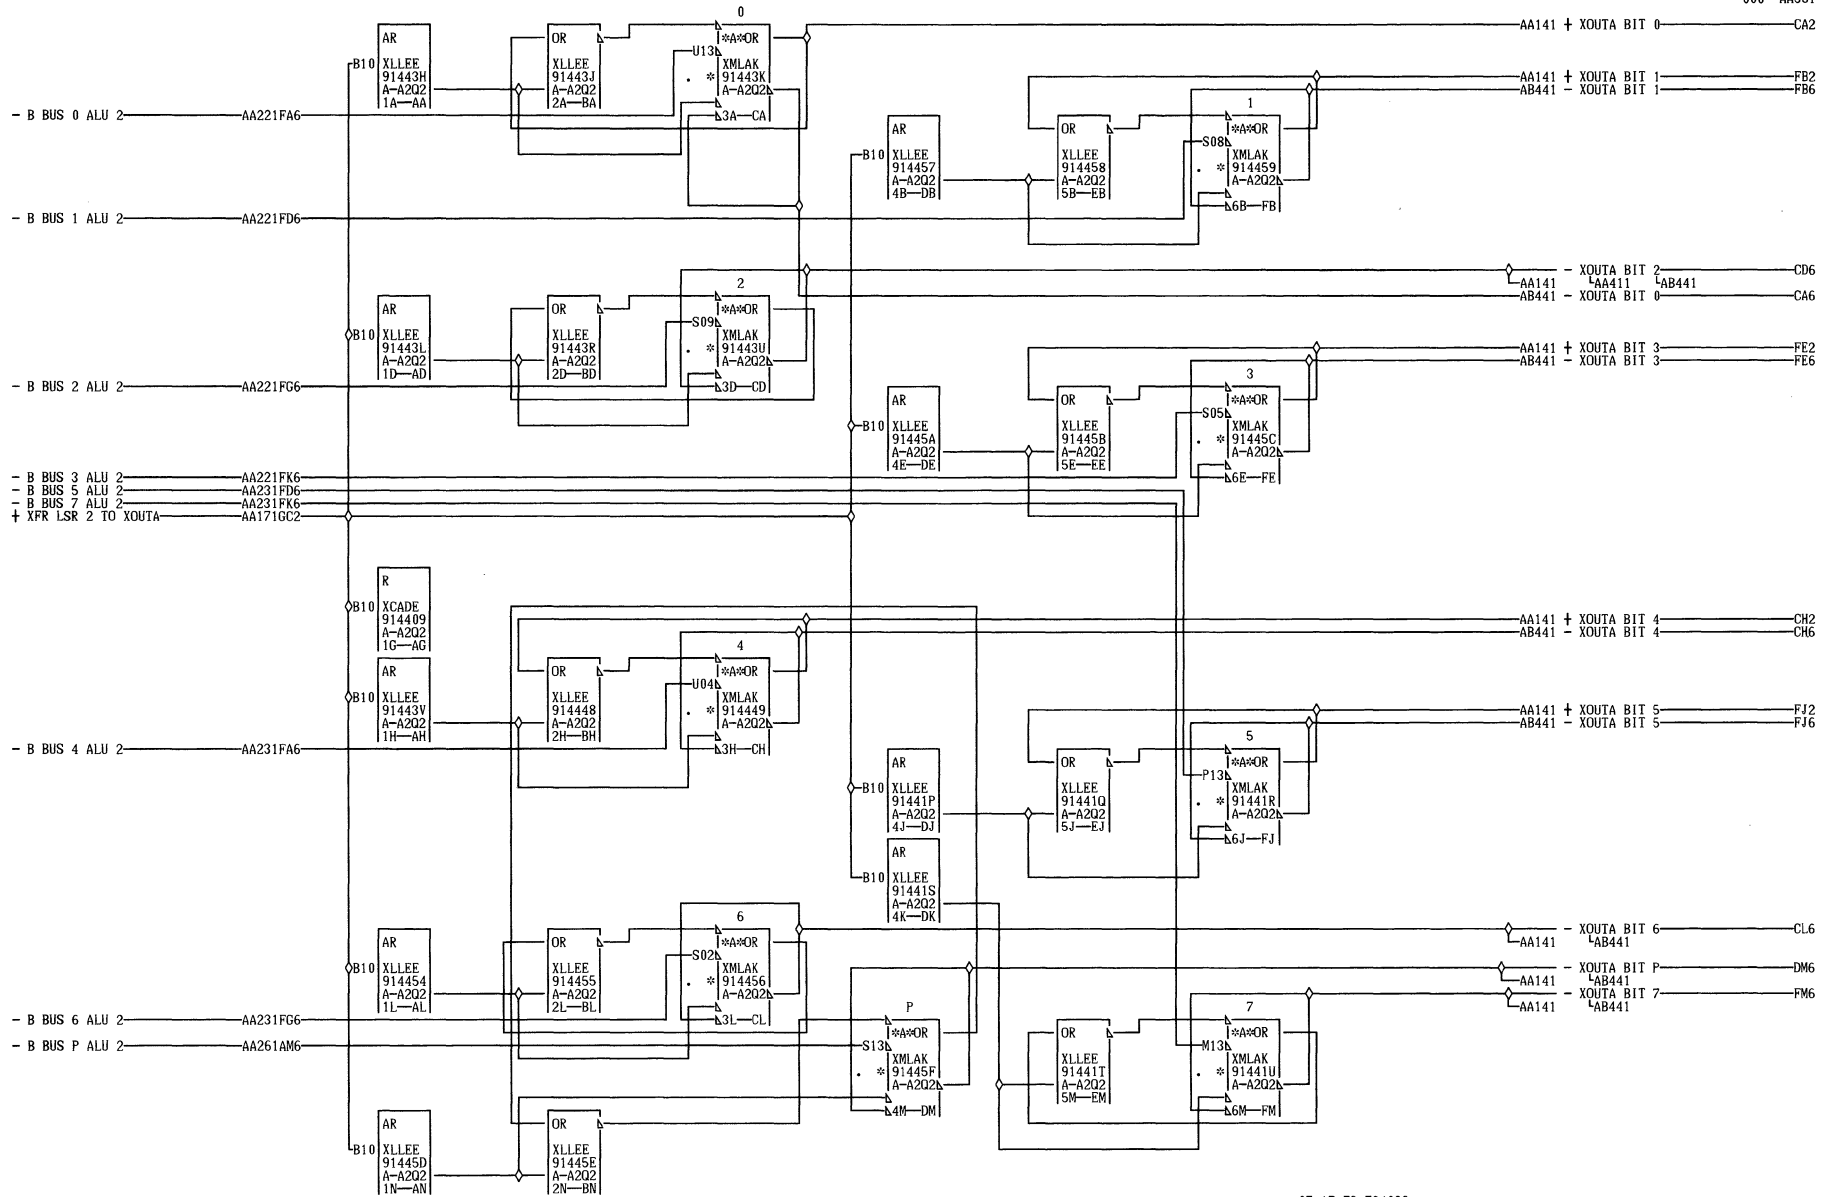 0
AR
OR
*A*OR
AA141 + XOUTA BIT 0 CA2
U13
B10 XLLEE
XLLEE
XMLAK
91443H
91443J
. * 91443K
AA141 + XOUTA BIT 1 FB2
A—A2Q2
A—A2Q2
A—A2Q2
AB441 - XOUTA BIT 1 FB6
1A—AA
2A—BA
3A—CA
1
- B BUS 0 ALU 2 AA221FA6
AR
OR
*A*OR
S08
B10 XLLEE
XLLEE
XMLAK
914457
914458
. * 914459
A—A2Q2
A—A2Q2
A—A2Q2
4B—DB
5B—EB
6B—FB
- B BUS 1 ALU 2 AA221FD6
- XOUTA BIT 2 CD6
2
AA141 AA411 AB441
AB441 - XOUTA BIT 0 CA6
AR
OR
*A*OR
S09
B10 XLLEE
XLLEE
XMLAK
91443L
91443R
. * 91443U
AA141 + XOUTA BIT 3 FE2
A—A2Q2
A—A2Q2
A—A2Q2
AB441 - XOUTA BIT 3 FE6
1D—AD
2D—BD
3D—CD
3
- B BUS 2 ALU 2 AA221FG6
AR
OR
*A*OR
S05
B10 XLLEE
XLLEE
XMLAK
91445A
91445B
. * 91445C
A—A2Q2
A—A2Q2
A—A2Q2
4E—DE
5E—EE
6E—FE
- B BUS 3 ALU 2 AA221FK6
- B BUS 5 ALU 2 AA231FD6
- B BUS 7 ALU 2 AA231FK6
+ XFR LSR 2 TO XOUTA AA171GC2
R
B10 XCADE
914409
A—A2Q2
1G—AG
AA141 + XOUTA BIT 4 CH2
AB441 - XOUTA BIT 4 CH6
4
AR
OR
*A*OR
U04
B10 XLLEE
XLLEE
XMLAK
91443V
914448
. * 914449
AA141 + XOUTA BIT 5 FJ2
A—A2Q2
A—A2Q2
A—A2Q2
AB441 - XOUTA BIT 5 FJ6
1H—AH
2H—BH
3H—CH
5
- B BUS 4 ALU 2 AA231FA6
AR
OR
*A*OR
P13
B10 XLLEE
XLLEE
XMLAK
91441P
91441Q
. * 91441R
A—A2Q2
A—A2Q2
A—A2Q2
4J—DJ
5J—EJ
6J—FJ
AR
B10 XLLEE
91441S
A—A2Q2
4K—DK
6
- XOUTA BIT 6 CL6
AA141 AB441
AR
OR
*A*OR
S02
B10 XLLEE
XLLEE
XMLAK
- XOUTA BIT P DM6
914454
914455
. * 914456
AA141 AB441
A—A2Q2
A—A2Q2
A—A2Q2
- XOUTA BIT 7 FM6
1L—AL
2L—BL
3L—CL
P
7
AA141 AB441
- B BUS 6 ALU 2 AA231FG6
*A*OR
OR
*A*OR
- B BUS P ALU 2 AA261AM6
S13
M13
XMLAK
XLLEE
XMLAK
. * 91445F
91441T
. * 91441U
A—A2Q2
A—A2Q2
A—A2Q2
4M—DM
5M—EM
6M—FM
AR
OR
B10 XLLEE
XLLEE
91445D
91445E
A—A2Q2
A—A2Q2
1N—AN
2N—BN